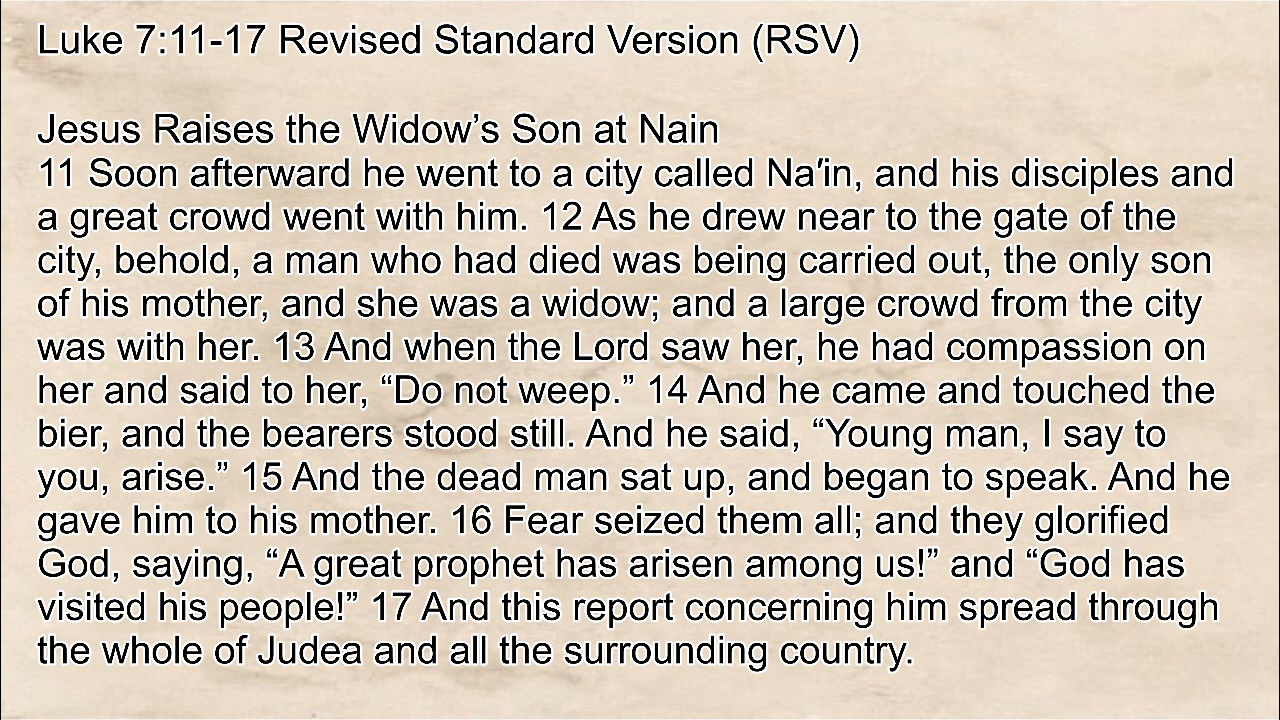 Luke 7:11-17 Revised Standard Version (RSV)
Jesus Raises the Widow’s Son at Nain
11 Soon afterward he went to a city called Na′in, and his disciples and
a great crowd went with him. 12 As he drew near to the gate of the
city, behold, a man who had died was being carried out, the only son
of his mother, and she was a widow; and a large crowd from the city
was with her. 13 And when the Lord saw her, he had compassion on
her and said to her, “Do not weep.” 14 And he came and touched the
bier, and the bearers stood still. And he said, “Young man, I say to
you, arise.” 15 And the dead man sat up, and began to speak. And he
gave him to his mother. 16 Fear seized them all; and they glorified
God, saying, “A great prophet has arisen among us!” and “God has
visited his people!” 17 And this report concerning him spread through
the whole of Judea and all the surrounding country.